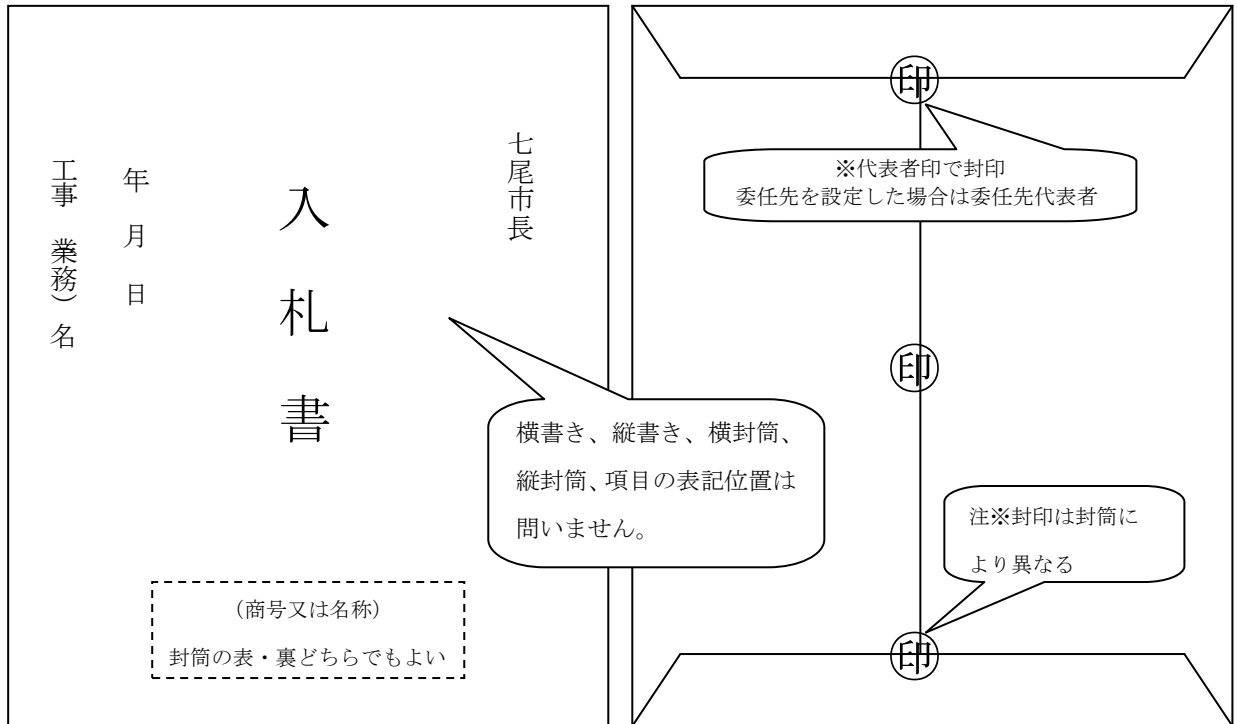 七尾市長
入札書
年 月 日
工事 業務)名
横書き、縦書き、横封筒、
縦封筒、項目の表記位置は
問いません。
(商号又は名称)
封筒の表・裏どちらでもよい
印
※代表者印で封印
委任先を設定した場合は委任先代表者
印
注※封印は封筒に
より異なる
印